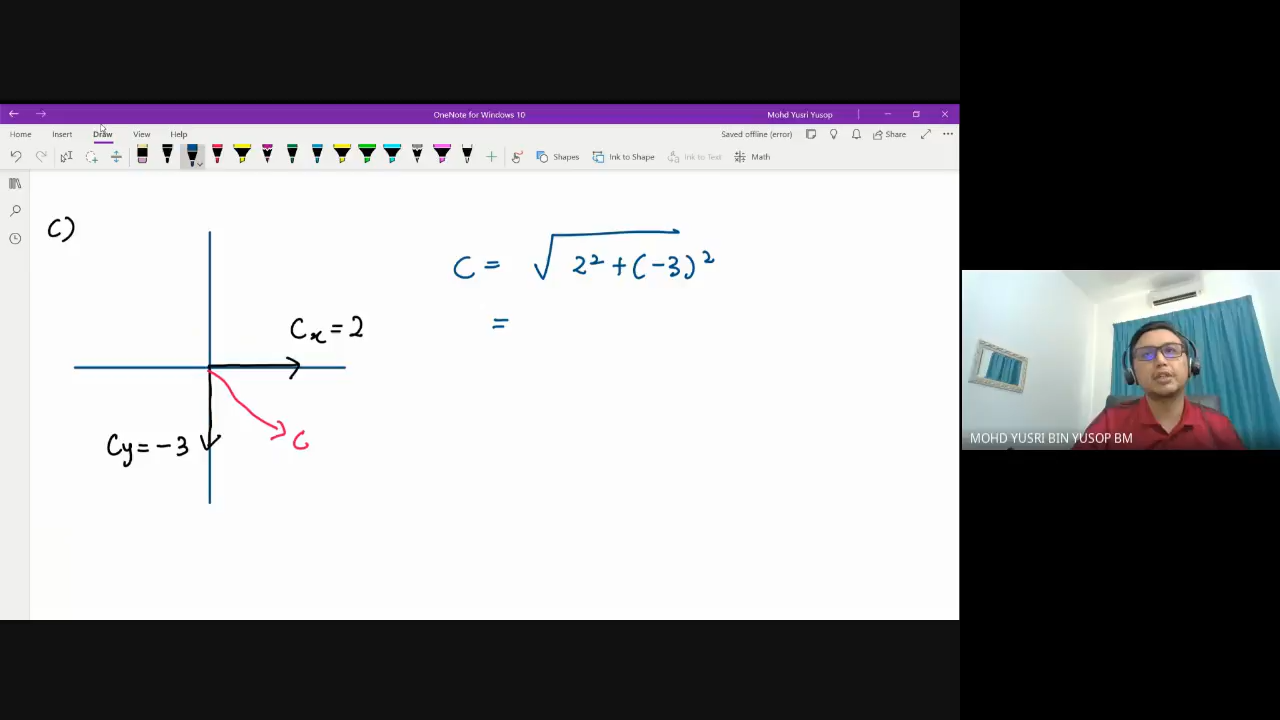 OneNote for Windows 10
Mohd Yusri Yusop
Home Insert Draw View Help
Saved offline (error)
Share
Shapes
Ink to Shape
Ink to Text
Math
C)
C = √2² + (-3)²
=
Cx = 2
Cy = -3
C
MOHD YUSRI BIN YUSOP BM